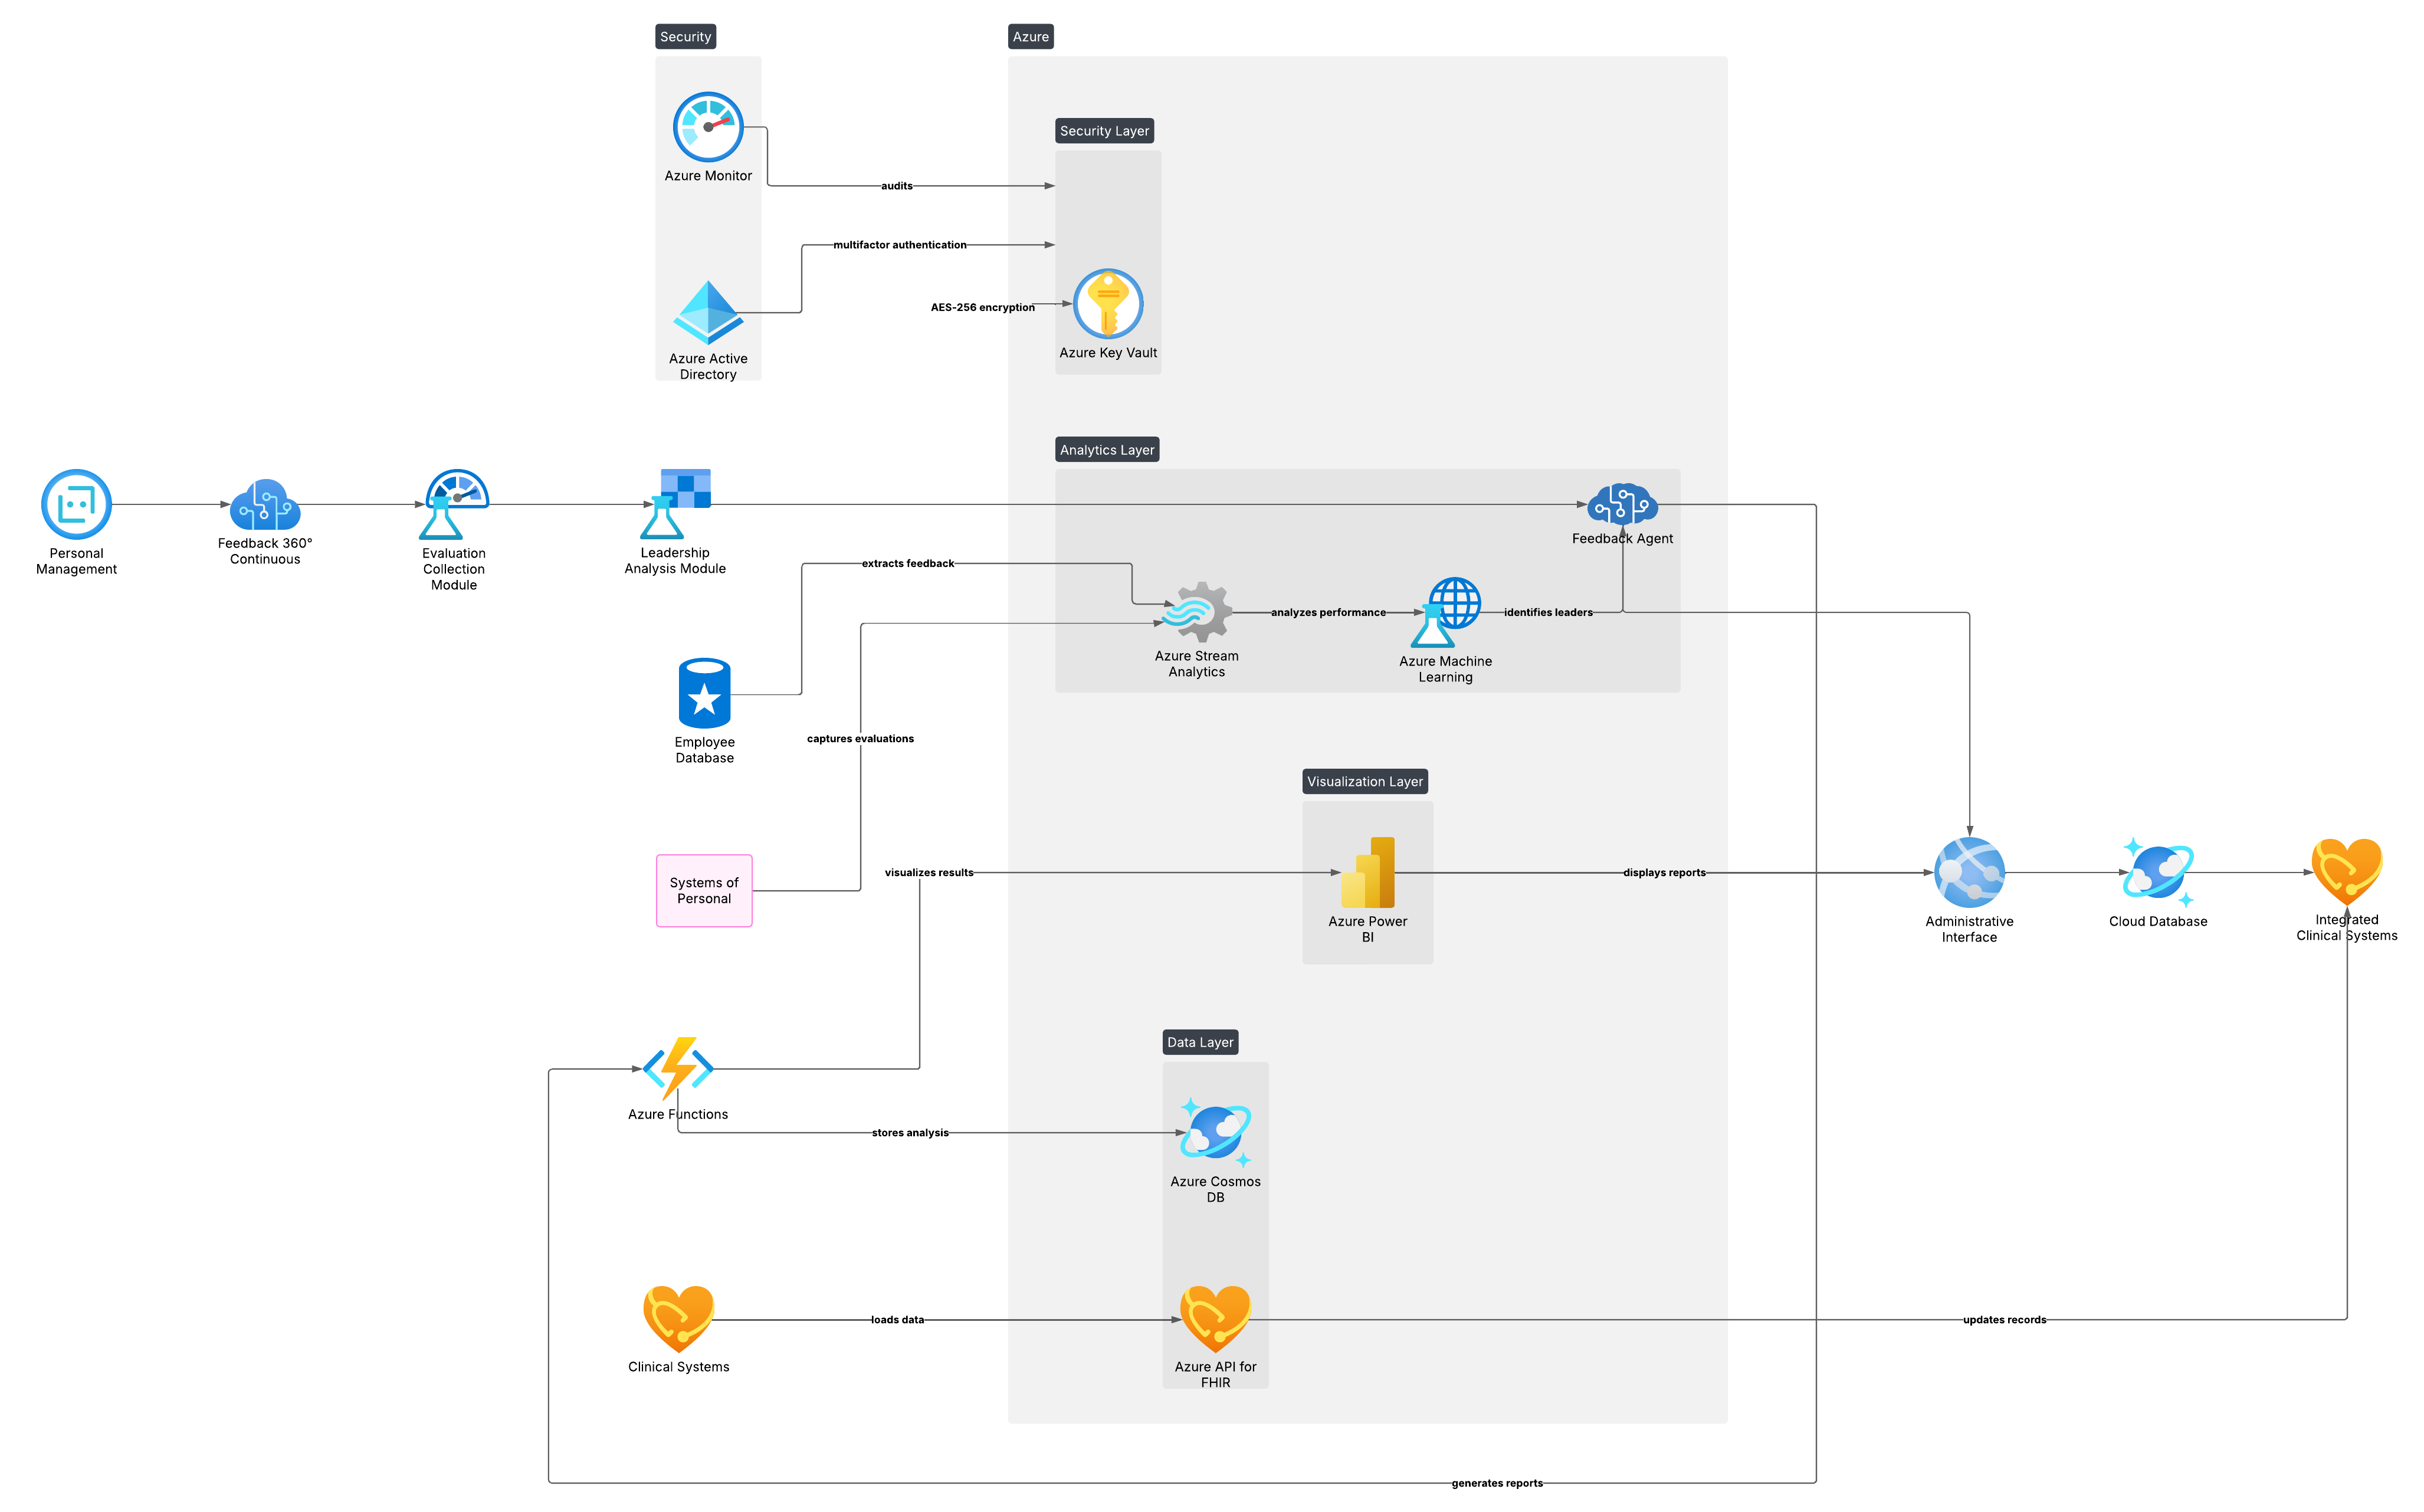 Security
Azure
Azure Monitor
Security Layer
audits
multifactor authentication
AES-256 encryption
Azure Key Vault
Azure Active
Directory
Analytics Layer
Personal
Management
Feedback 360°
Continuous
Evaluation
Collection
Module
Leadership
Analysis Module
Feedback Agent
extracts feedback
analyzes performance
identifies leaders
Azure Stream
Analytics
Azure Machine
Learning
Employee
Database
captures evaluations
Visualization Layer
Systems of
Personal
visualizes results
displays reports
Azure Power
BI
Administrative
Interface
Cloud Database
Integrated
Clinical Systems
Data Layer
Azure Functions
stores analysis
Azure Cosmos
DB
loads data
updates records
Clinical Systems
Azure API for
FHIR
generates reports